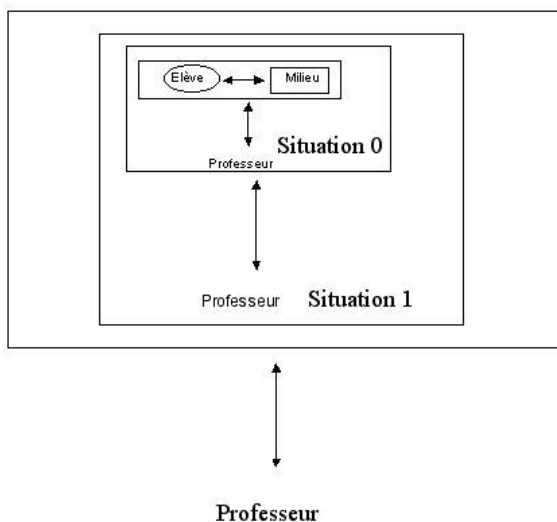 Elève Milieu
Situation 0
Professeur
Professeur Situation 1
Professeur